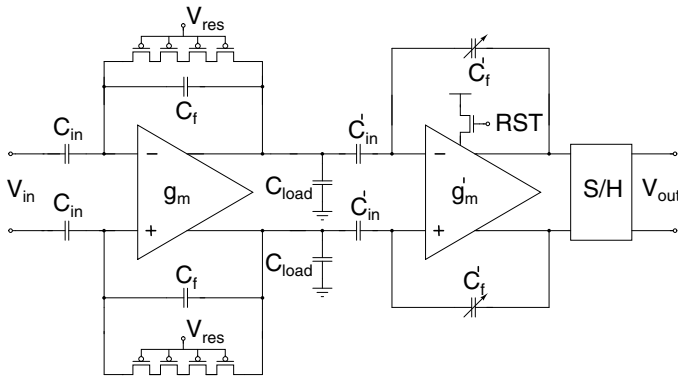 V_res
C_f
C'_f
C_in
C'_in
RST
−
−
V_in
g_m
C_load
g'_m
S/H
V_out
C_in
C'_in
+
+
C_load
C_f
C'_f
V_res